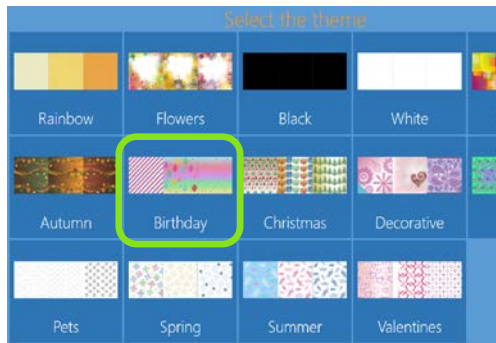 Select the theme
Rainbow
Flowers
Black
White
Autumn
Birthday
Christmas
Decorative
Pets
Spring
Summer
Valentines